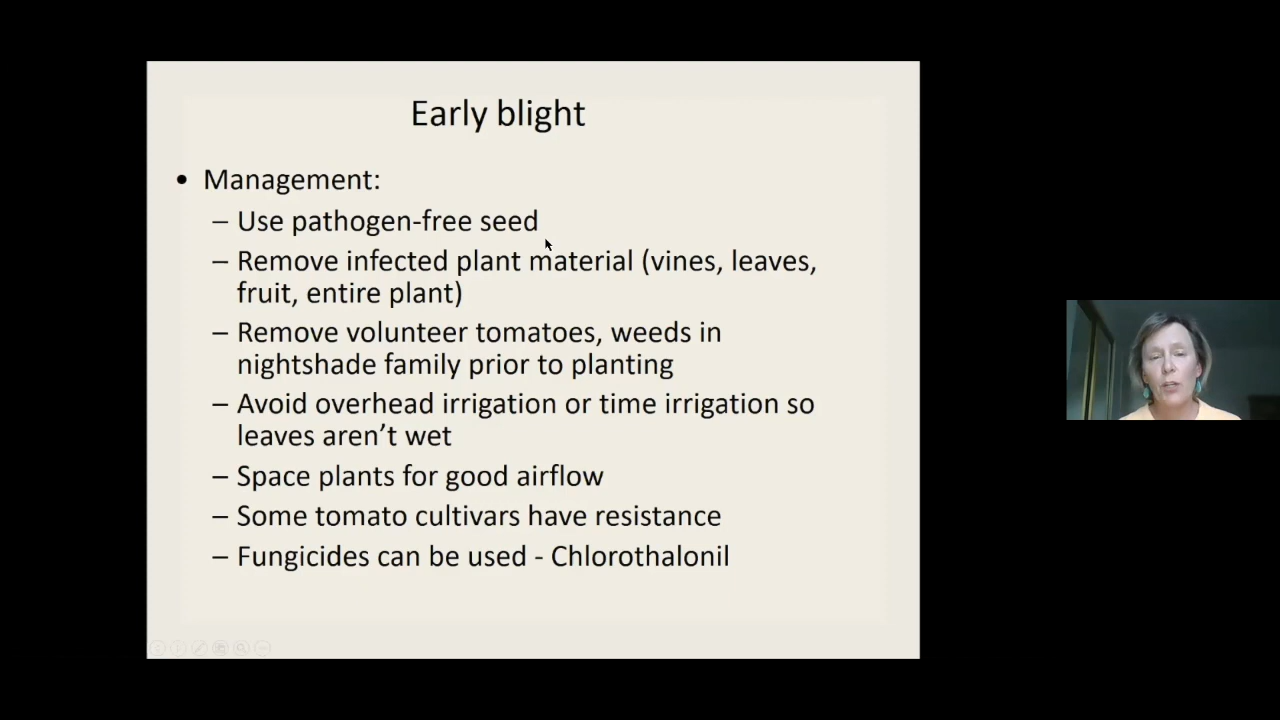 Early blight
• Management:
– Use pathogen-free seed
– Remove infected plant material (vines, leaves,
fruit, entire plant)
– Remove volunteer tomatoes, weeds in
nightshade family prior to planting
– Avoid overhead irrigation or time irrigation so
leaves aren’t wet
– Space plants for good airflow
– Some tomato cultivars have resistance
– Fungicides can be used - Chlorothalonil